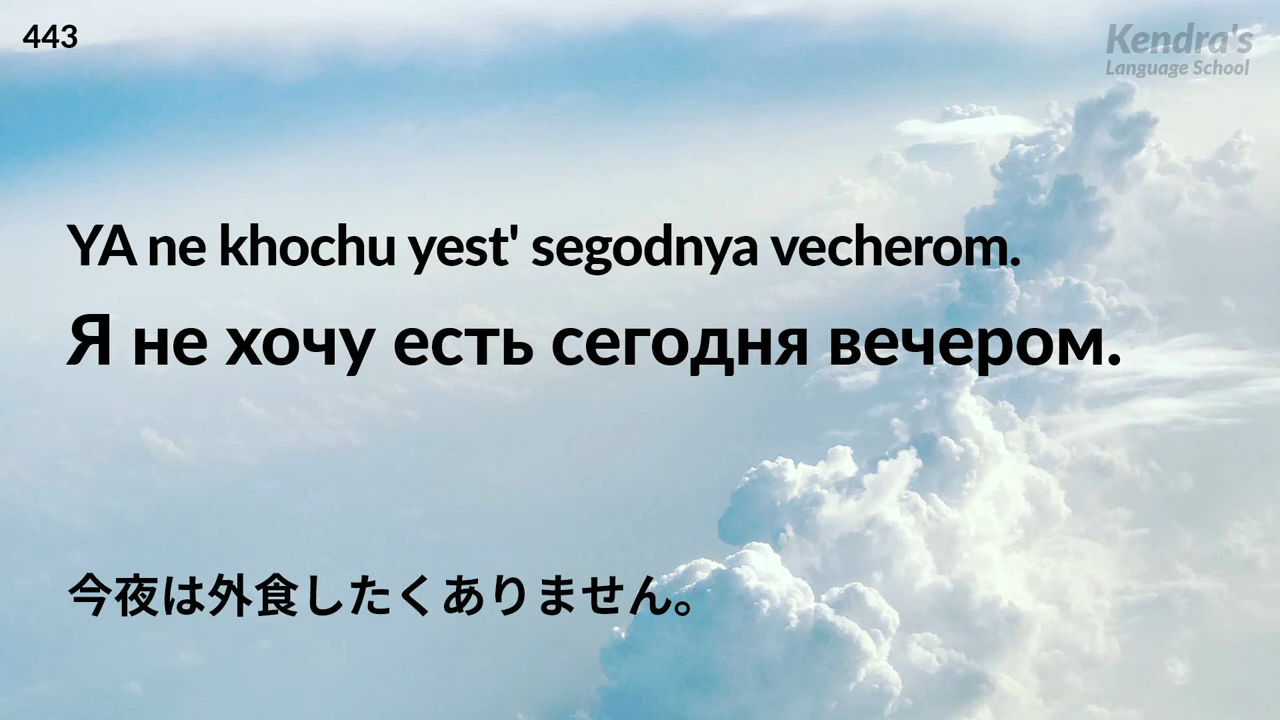 443
Kendra's
Language School
YA ne khochu yest' segodnya vecherom.
Я не хочу есть сегодня вечером.
今夜は外食したくありません。